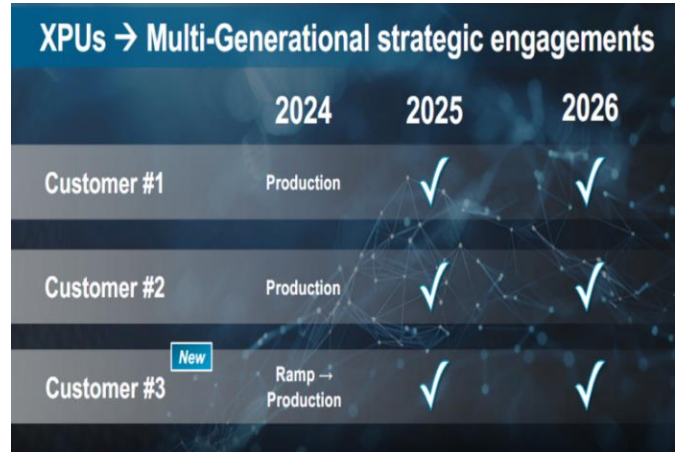 XPUs → Multi-Generational strategic engagements
2024 2025 2026
Customer #1 Production ✓ ✓
Customer #2 Production ✓ ✓
New
Customer #3 Ramp → Production ✓ ✓